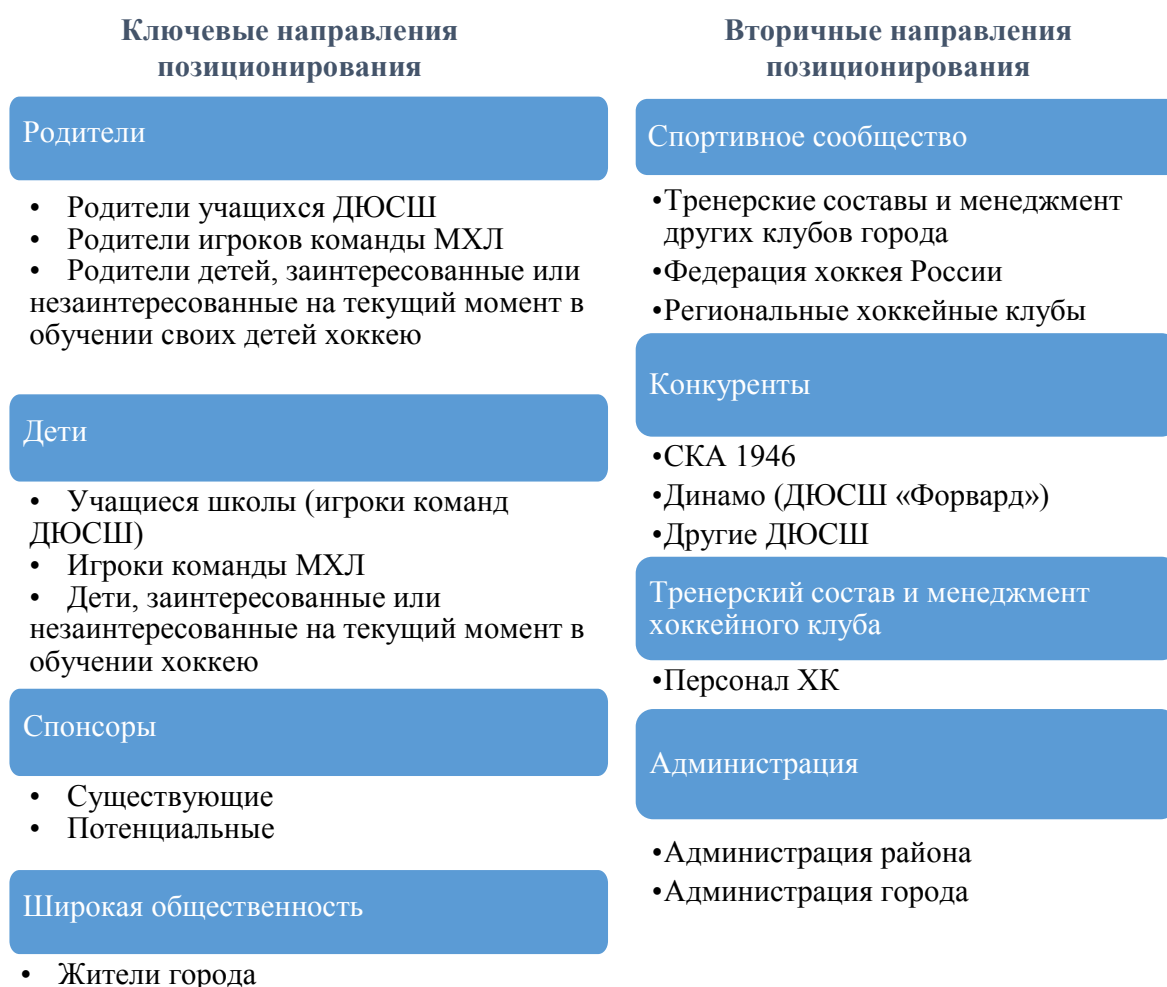 Ключевые направления
позиционирования
Родители
• Родители учащихся ДЮСШ
• Родители игроков команды МХЛ
• Родители детей, заинтересованные или
незаинтересованные на текущий момент в
обучении своих детей хоккею
Дети
• Учащиеся школы (игроки команд
ДЮСШ)
• Игроки команды МХЛ
• Дети, заинтересованные или
незаинтересованные на текущий момент в
обучении хоккею
Спонсоры
• Существующие
• Потенциальные
Широкая общественность
• Жители города
Вторичные направления
позиционирования
Спортивное сообщество
•Тренерские составы и менеджмент
других клубов города
•Федерация хоккея России
•Региональные хоккейные клубы
Конкуренты
•СКА 1946
•Динамо (ДЮСШ «Форвард»)
•Другие ДЮСШ
Тренерский состав и менеджмент
хоккейного клуба
•Персонал ХК
Администрация
•Администрация района
•Администрация города